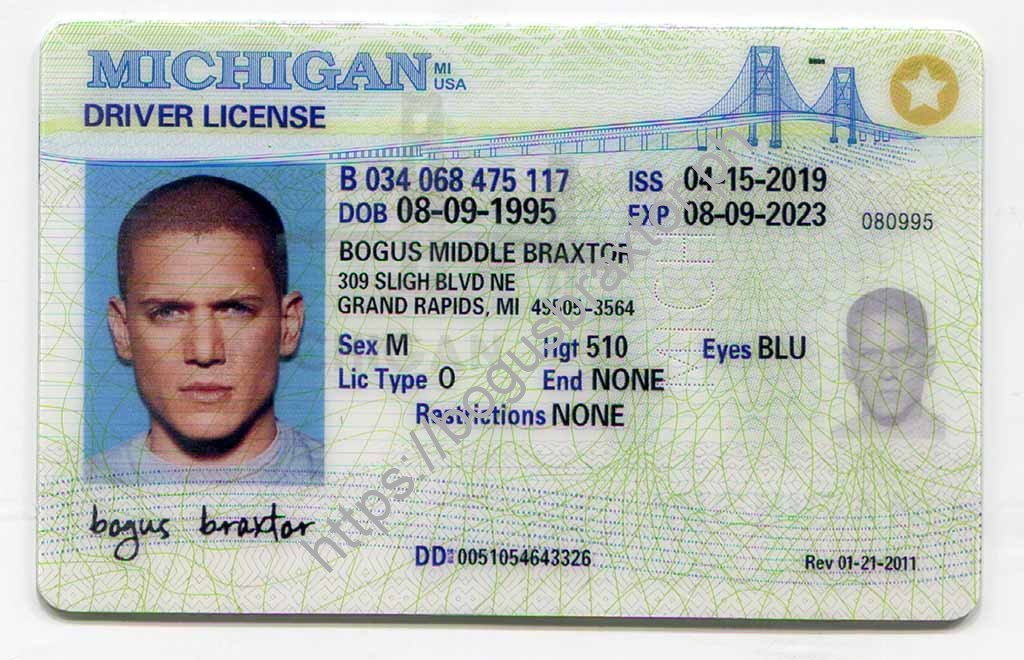 MICHIGAN MI
USA
DRIVER LICENSE
B 034 068 475 117 ISS 04-15-2019
DOB 08-09-1995 EXP 08-09-2023 080995
BOGUS MIDDLE BRAXTOR
309 SLIGH BLVD NE
GRAND RAPIDS, MI 49505-3564
Sex M Hgt 510 Eyes BLU
Lic Type O End NONE
Restrictions NONE
bogus braxtor
DD 0051054643326 Rev 01-21-2011
https://bogusbraxtor.com